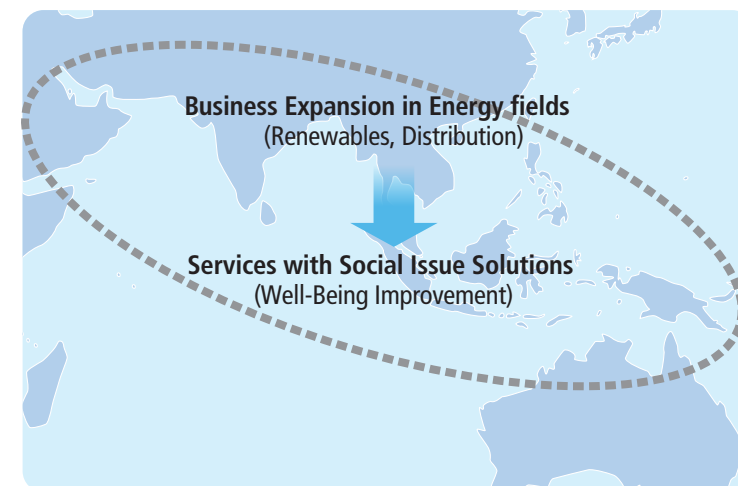 Business Expansion in Energy fields
(Renewables, Distribution)
Services with Social Issue Solutions
(Well-Being Improvement)